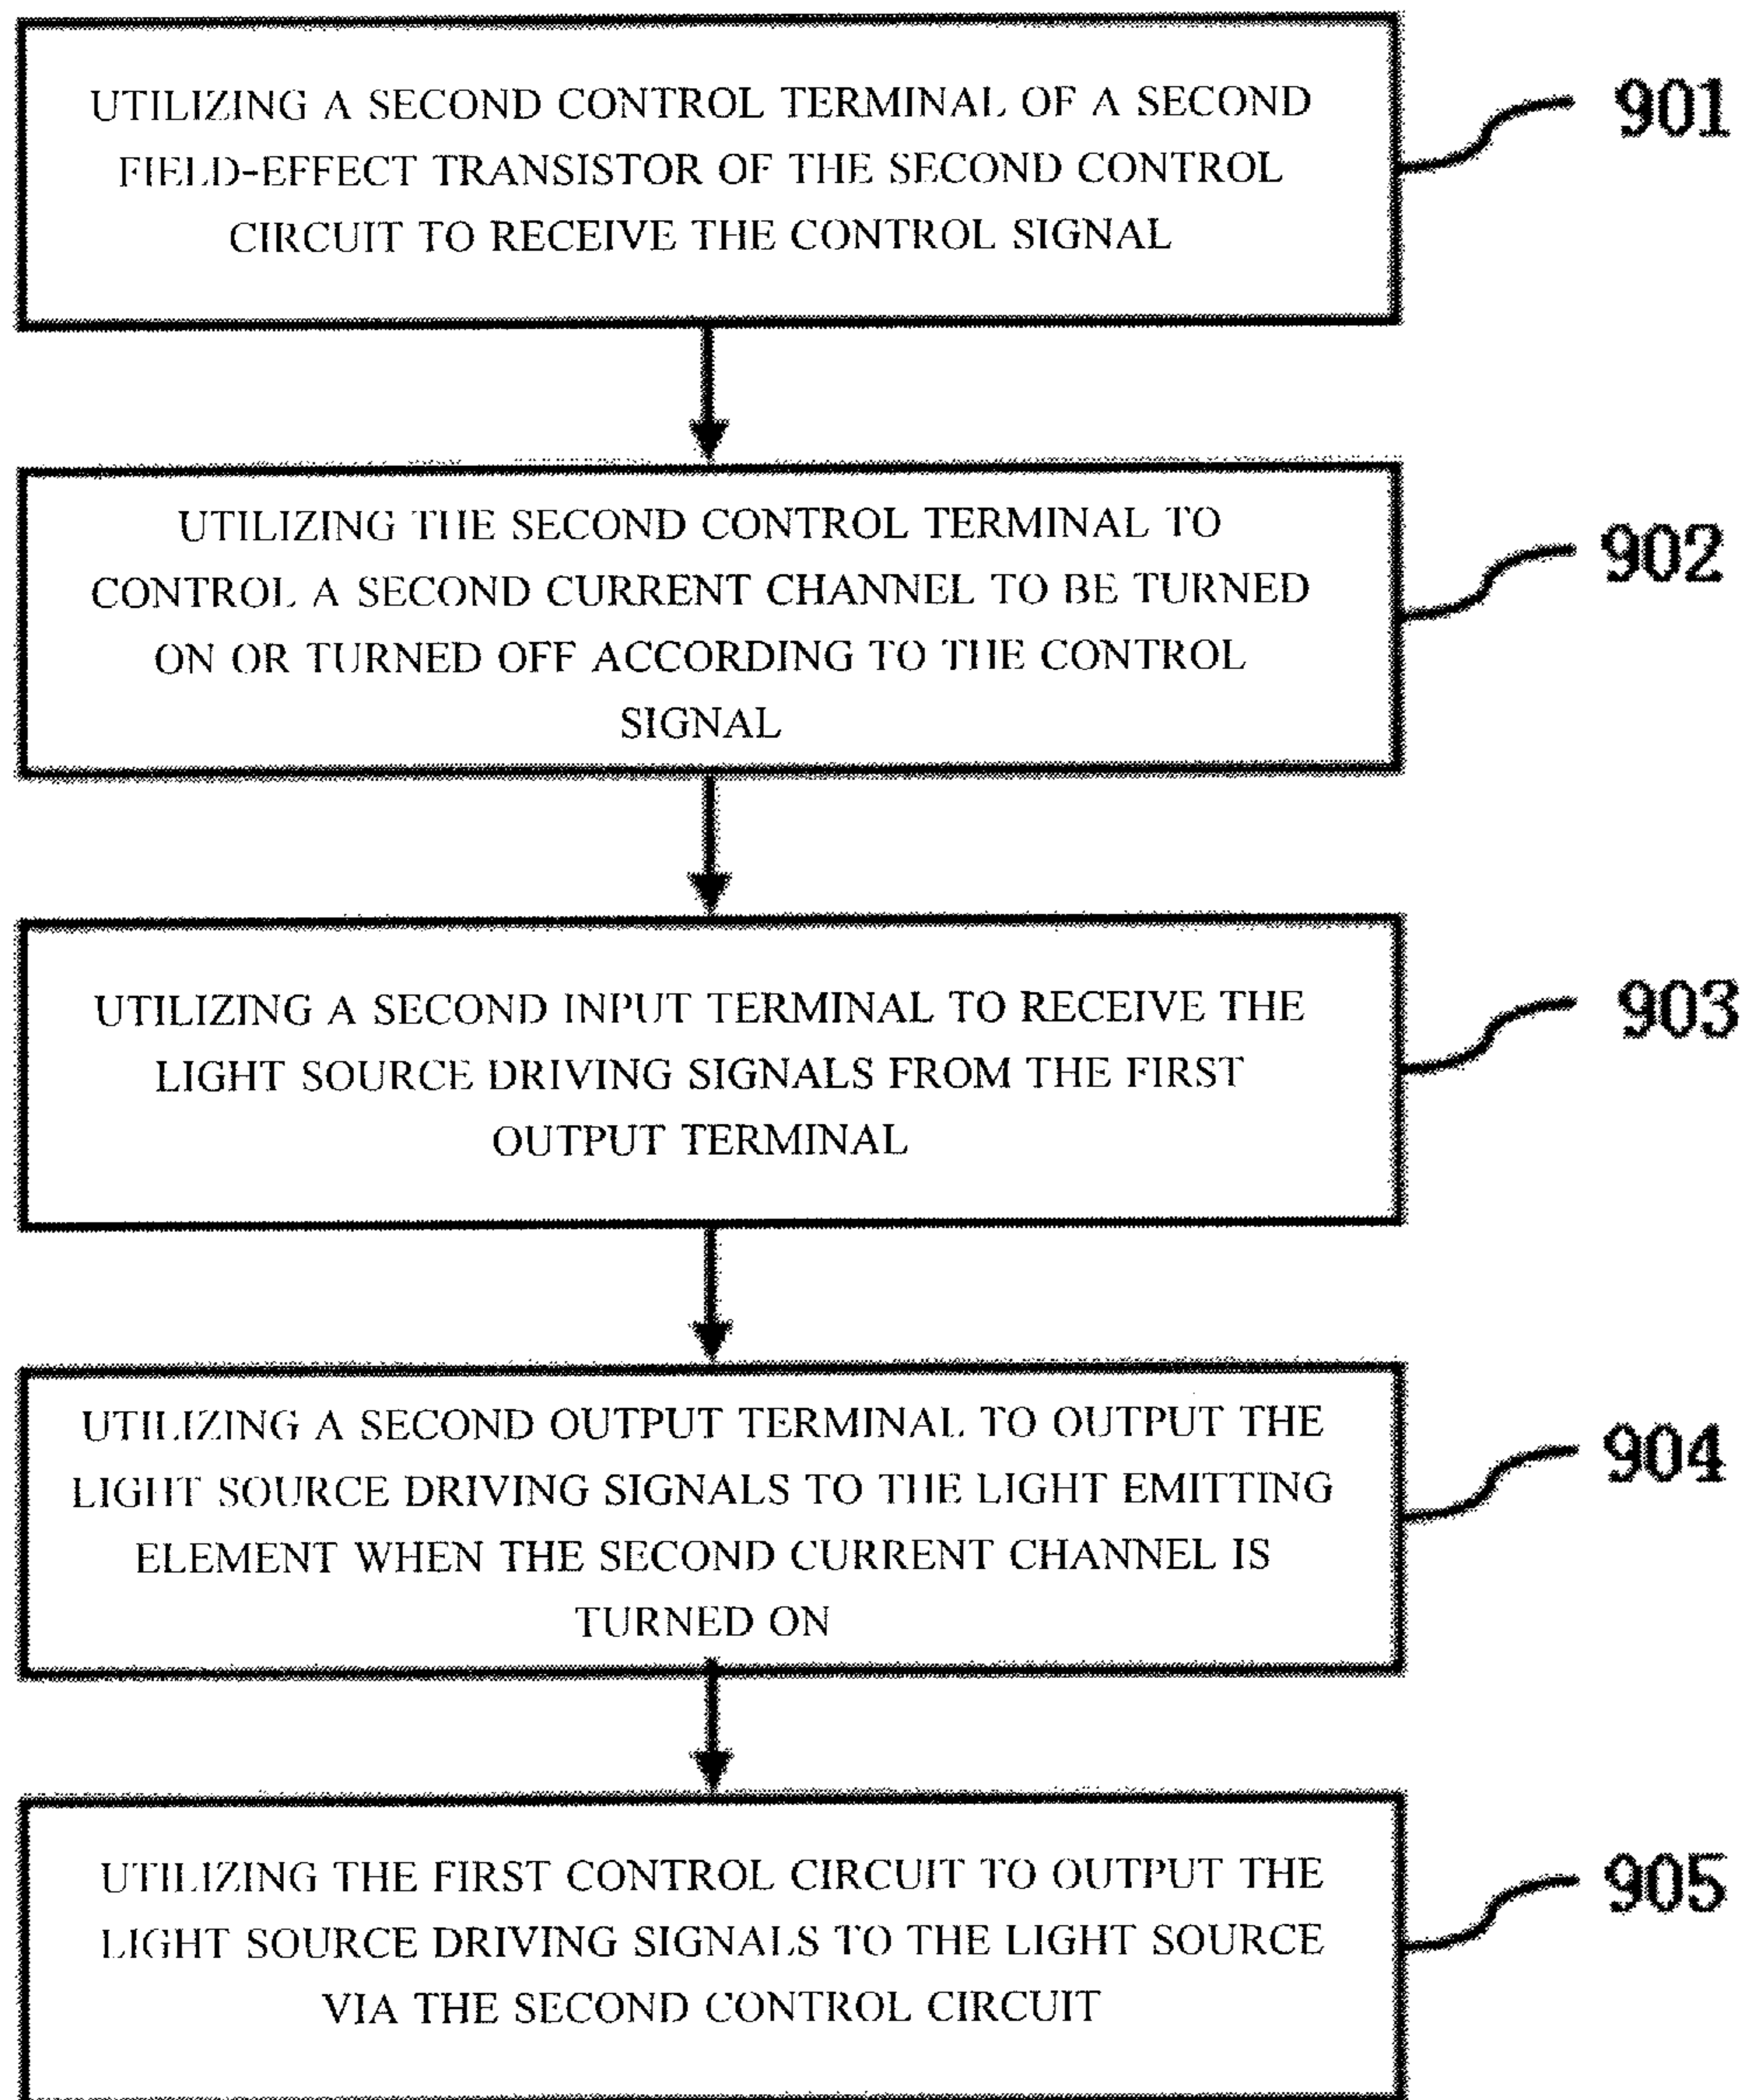 UTILIZING A SECOND CONTROL TERMINAL OF A SECOND
FIELD-EFFECT TRANSISTOR OF THE SECOND CONTROL
CIRCUIT TO RECEIVE THE CONTROL SIGNAL
901
UTILIZING THE SECOND CONTROL TERMINAL TO
CONTROL A SECOND CURRENT CHANNEL TO BE TURNED
ON OR TURNED OFF ACCORDING TO THE CONTROL
SIGNAL
902
UTILIZING A SECOND INPUT TERMINAL TO RECEIVE THE
LIGHT SOURCE DRIVING SIGNALS FROM THE FIRST
OUTPUT TERMINAL
903
UTILIZING A SECOND OUTPUT TERMINAL TO OUTPUT THE
LIGHT SOURCE DRIVING SIGNALS TO THE LIGHT EMITTING
ELEMENT WHEN THE SECOND CURRENT CHANNEL IS
TURNED ON
904
UTILIZING THE FIRST CONTROL CIRCUIT TO OUTPUT THE
LIGHT SOURCE DRIVING SIGNALS TO THE LIGHT SOURCE
VIA THE SECOND CONTROL CIRCUIT
905